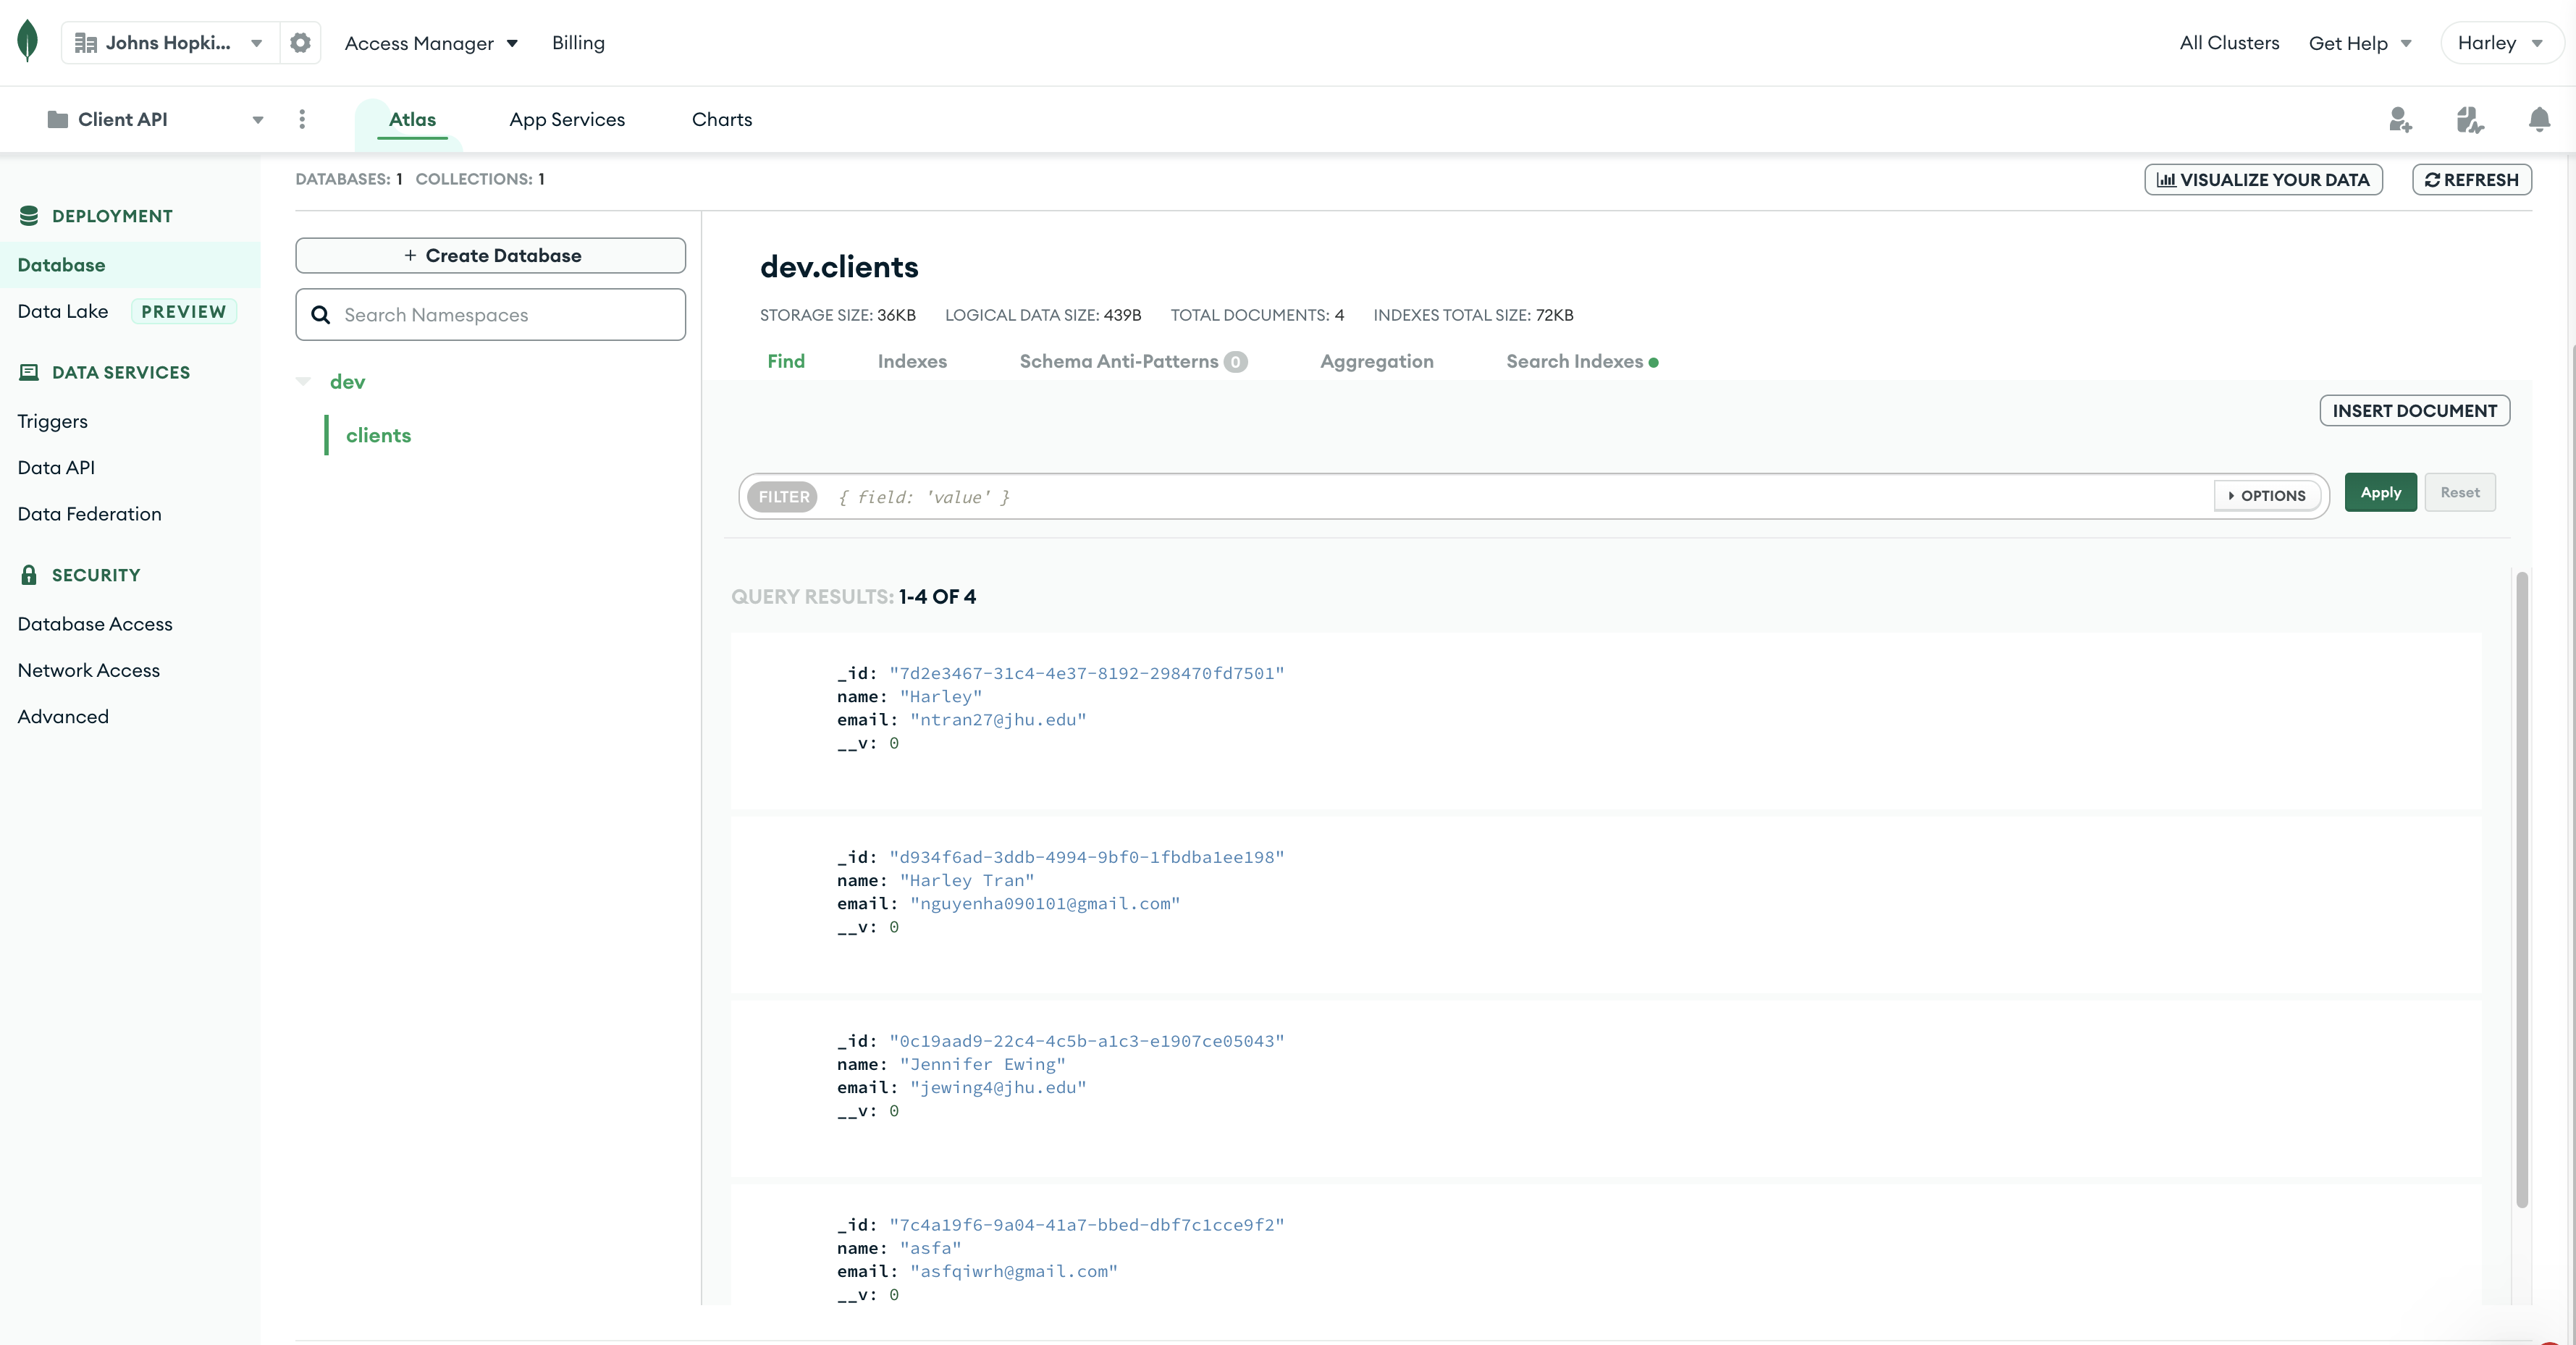 Johns Hopki...
Access Manager
Billing
All Clusters
Get Help
Harley
Client API
Atlas
App Services
Charts
DEPLOYMENT
Database
Data Lake PREVIEW
DATA SERVICES
Triggers
Data API
Data Federation
SECURITY
Database Access
Network Access
Advanced
DATABASES: 1 COLLECTIONS: 1
VISUALIZE YOUR DATA
REFRESH
+ Create Database
Search Namespaces
dev
clients
dev.clients
STORAGE SIZE: 36KB LOGICAL DATA SIZE: 439B TOTAL DOCUMENTS: 4 INDEXES TOTAL SIZE: 72KB
Find Indexes Schema Anti-Patterns 0 Aggregation Search Indexes
INSERT DOCUMENT
FILTER { field: 'value' } OPTIONS Apply Reset
QUERY RESULTS: 1-4 OF 4
_id: "7d2e3467-31c4-4e37-8192-298470fd7501"
name: "Harley"
email: "ntran27@jhu.edu"
__v: 0
_id: "d934f6ad-3ddb-4994-9bf0-1fbdba1ee198"
name: "Harley Tran"
email: "nguyenha090101@gmail.com"
__v: 0
_id: "0c19aad9-22c4-4c5b-a1c3-e1907ce05043"
name: "Jennifer Ewing"
email: "jewing4@jhu.edu"
__v: 0
_id: "7c4a19f6-9a04-41a7-bbed-dbf7c1cce9f2"
name: "asfa"
email: "asfqiwrh@gmail.com"
__v: 0